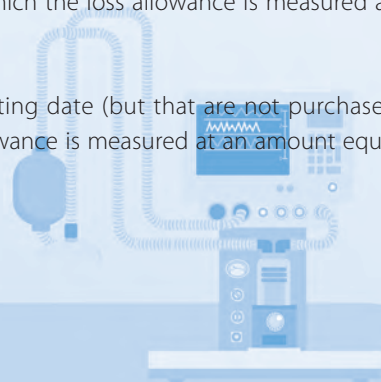 hich the loss allowance is measured a
ting date (but that are not purchase
wance is measured at an amount equ